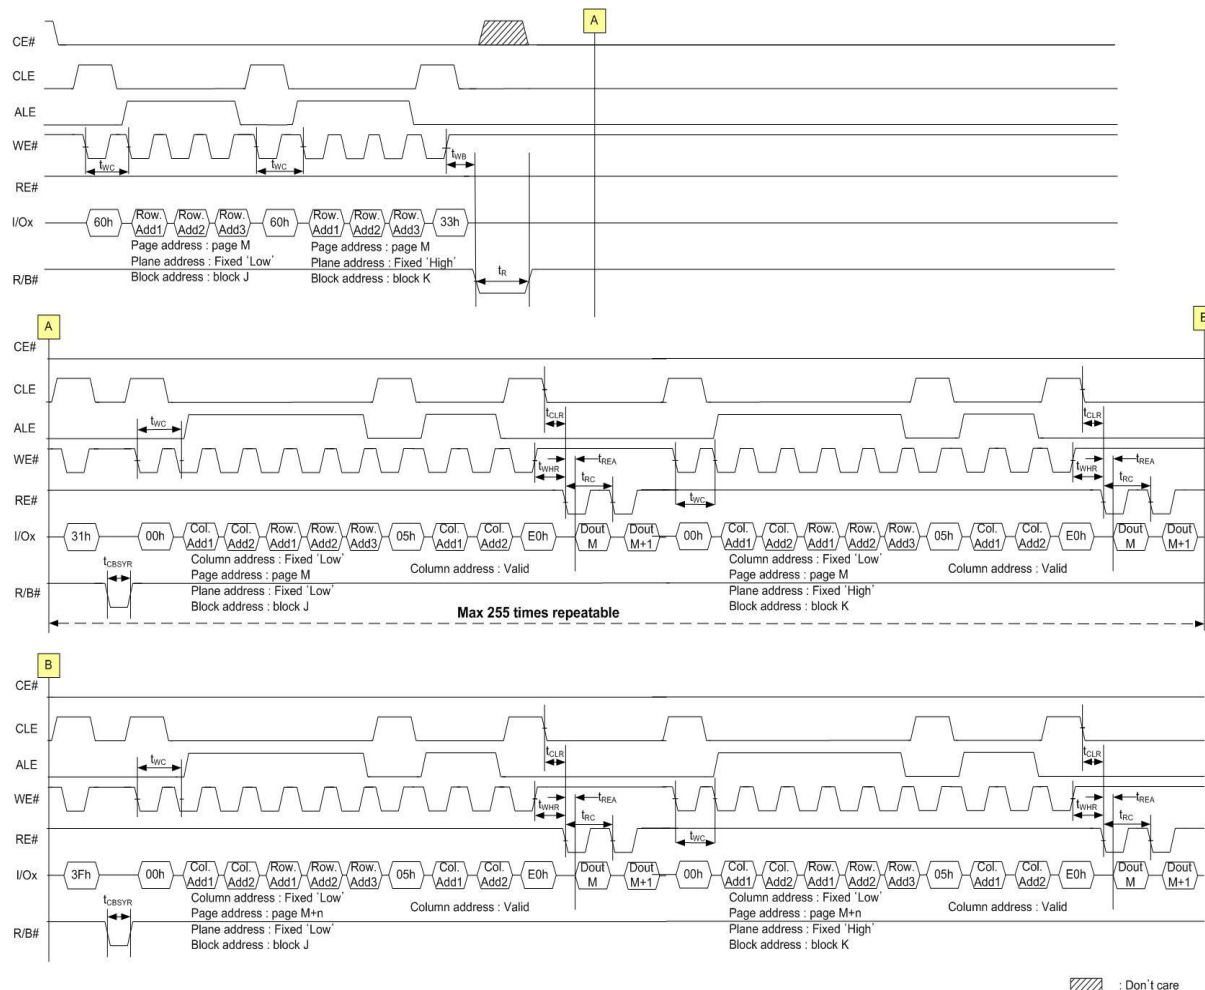 A
CE#
CLE
ALE
WE#
tWC
tWC
tWB
RE#
I/Ox
60h
Row. Add1
Row. Add2
Row. Add3
60h
Row. Add1
Row. Add2
Row. Add3
33h
Page address : page M
Plane address : Fixed 'Low'
Block address : block J
Page address : page M
Plane address : Fixed 'High'
Block address : block K
R/B#
tR
A
CE#
CLE
tCLR
tCLR
ALE
tWC
WE#
tWHR
tREA
tRC
tWHR
tREA
tRC
RE#
tWC
I/Ox
31h
00h
Col. Add1
Col. Add2
Row. Add1
Row. Add2
Row. Add3
05h
Col. Add1
Col. Add2
E0h
Dout M
Dout M+1
00h
Col. Add1
Col. Add2
Row. Add1
Row. Add2
Row. Add3
05h
Col. Add1
Col. Add2
E0h
Dout M
Dout M+1
tCBSYR
Column address : Fixed 'Low'
Page address : page M
Plane address : Fixed 'Low'
Block address : block J
Column address : Valid
Column address : Fixed 'Low'
Page address : page M
Plane address : Fixed 'High'
Block address : block K
Column address : Valid
R/B#
Max 255 times repeatable
B
CE#
CLE
tCLR
tCLR
ALE
tWC
WE#
tWHR
tREA
tRC
tWHR
tREA
tRC
RE#
tWC
I/Ox
3Fh
00h
Col. Add1
Col. Add2
Row. Add1
Row. Add2
Row. Add3
05h
Col. Add1
Col. Add2
E0h
Dout M
Dout M+1
00h
Col. Add1
Col. Add2
Row. Add1
Row. Add2
Row. Add3
05h
Col. Add1
Col. Add2
E0h
Dout M
Dout M+1
tCBSYR
Column address : Fixed 'Low'
Page address : page M+n
Plane address : Fixed 'Low'
Block address : block J
Column address : Valid
Column address : Fixed 'Low'
Page address : page M+n
Plane address : Fixed 'High'
Block address : block K
Column address : Valid
R/B#
: Don't care